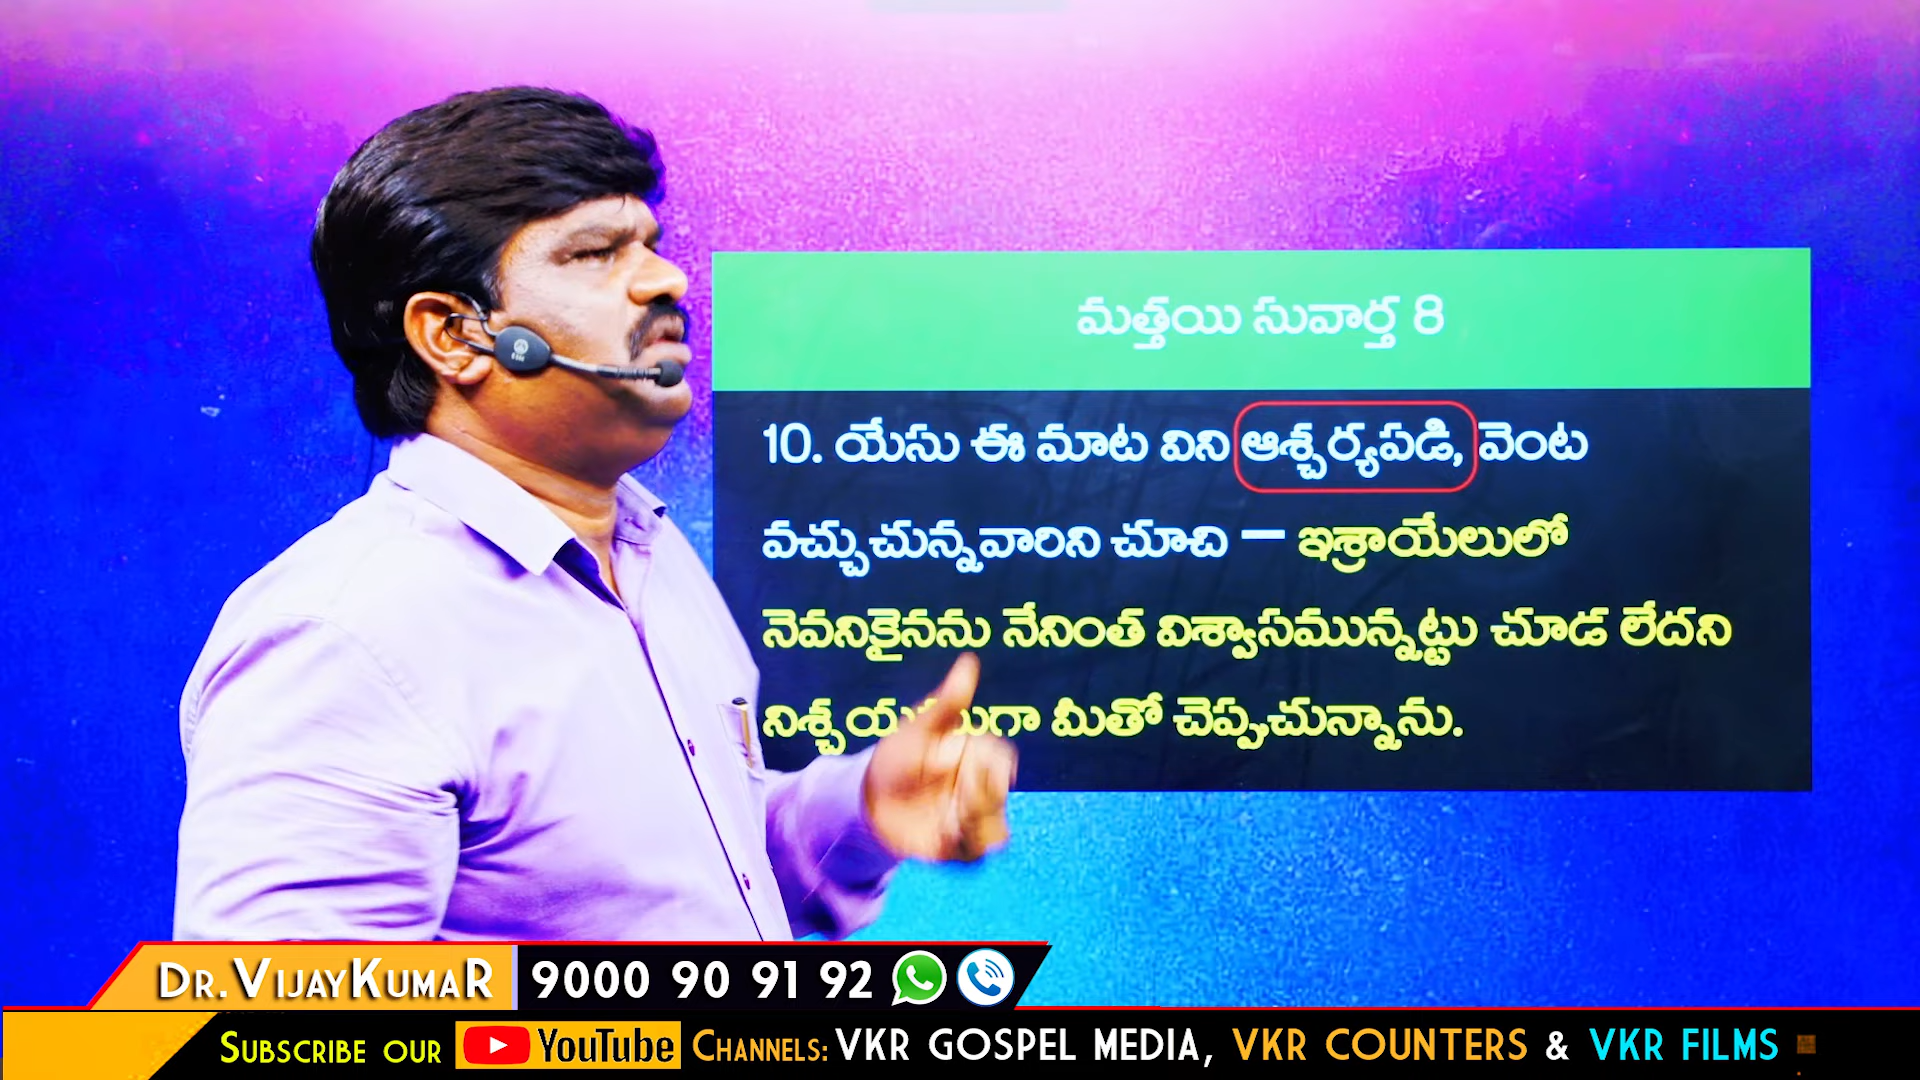 మత్తయి సువార్త 8
10. యేసు ఈ మాట విని ఆశ్చర్యపడి, వెంట
వచ్చుచున్నవారిని చూచి – ఇశ్రాయేలులో
నెవనికైనను నేనింత విశ్వాసమున్నట్టు చూడ లేదని
నిశ్చయముగా మీతో చెప్పుచున్నాను.
DR. VIJAYKUMAR 9000 90 91 92
SUBSCRIBE OUR YouTube CHANNELS: VKR GOSPEL MEDIA, VKR COUNTERS & VKR FILMS